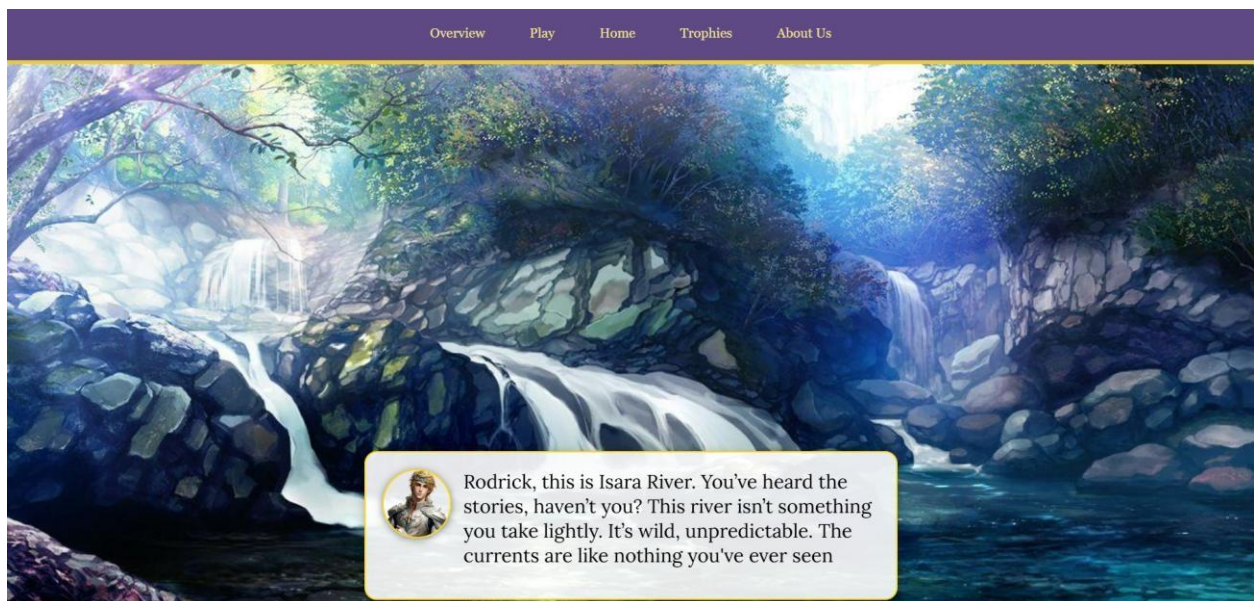 Overview Play Home Trophies About Us
Rodrick, this is Isara River. You’ve heard the
stories, haven’t you? This river isn’t something
you take lightly. It’s wild, unpredictable. The
currents are like nothing you've ever seen